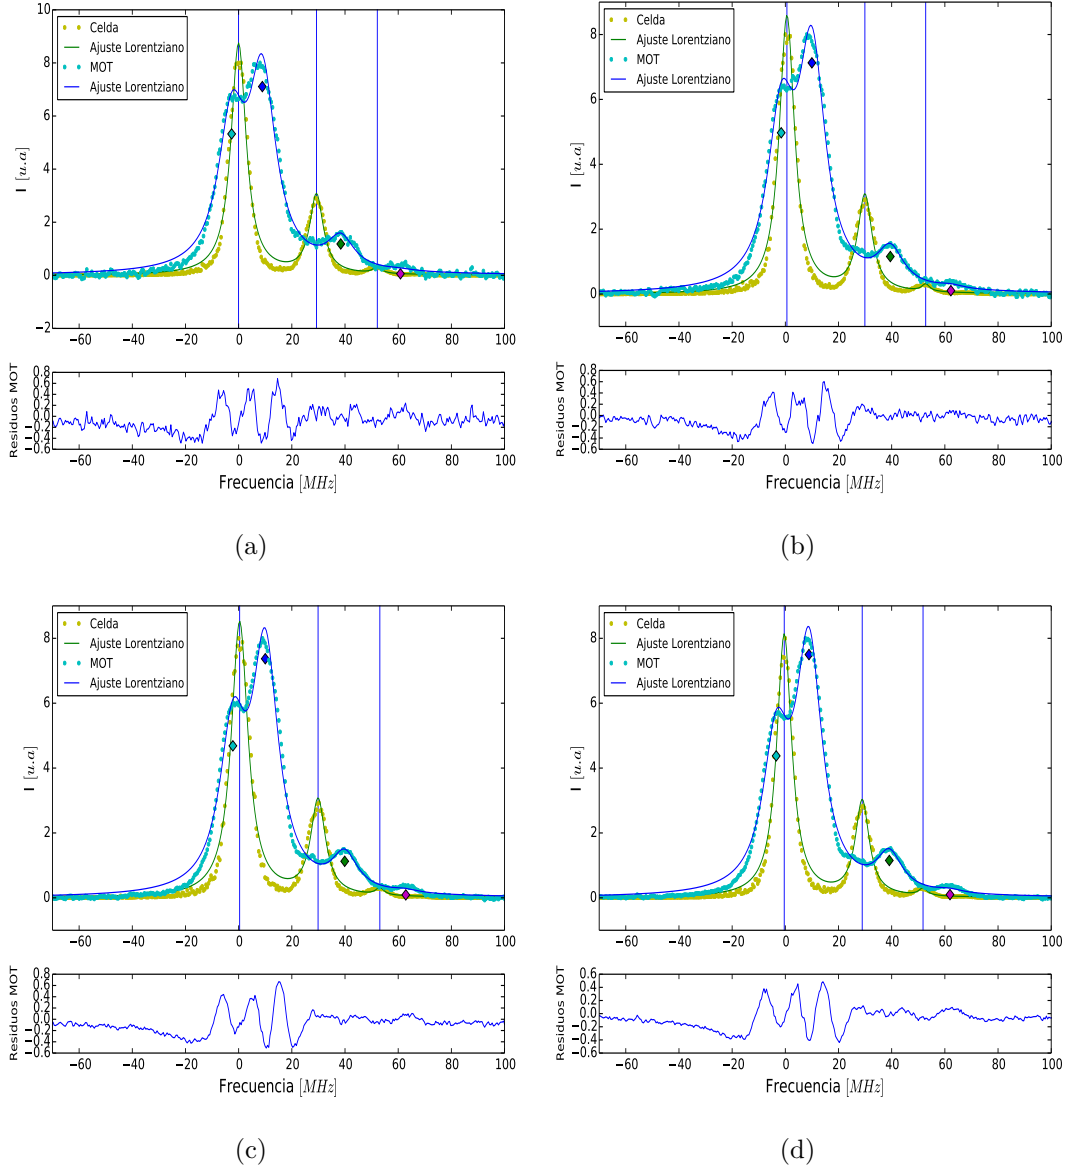 Celda
Ajuste Lorentziano
MOT
Ajuste Lorentziano
I [u.a]
10
8
6
4
2
0
−2
−60 −40 −20 0 20 40 60 80 100
Residuos MOT
0.8
0.6
0.4
0.2
0.0
−0.2
−0.4
−0.6
−60 −40 −20 0 20 40 60 80 100
Frecuencia [MHz]
(a)
Celda
Ajuste Lorentziano
MOT
Ajuste Lorentziano
I [u.a]
8
6
4
2
0
−60 −40 −20 0 20 40 60 80 100
Residuos MOT
0.8
0.6
0.4
0.2
0.0
−0.2
−0.4
−0.6
−60 −40 −20 0 20 40 60 80 100
Frecuencia [MHz]
(b)
Celda
Ajuste Lorentziano
MOT
Ajuste Lorentziano
I [u.a]
8
6
4
2
0
−60 −40 −20 0 20 40 60 80 100
Residuos MOT
0.8
0.6
0.4
0.2
0.0
−0.2
−0.4
−0.6
−60 −40 −20 0 20 40 60 80 100
Frecuencia [MHz]
(c)
Celda
Ajuste Lorentziano
MOT
Ajuste Lorentziano
I [u.a]
8
6
4
2
0
−60 −40 −20 0 20 40 60 80 100
Residuos MOT
0.6
0.4
0.2
0.0
−0.2
−0.4
−0.6
−60 −40 −20 0 20 40 60 80 100
Frecuencia [MHz]
(d)